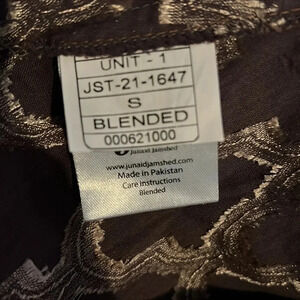 UNIT - 1
JST-21-1647
S
BLENDED
000621000
Junaid Jamshed
www.junaidjamshed.com
Made in Pakistan
Care Instructions
Blended